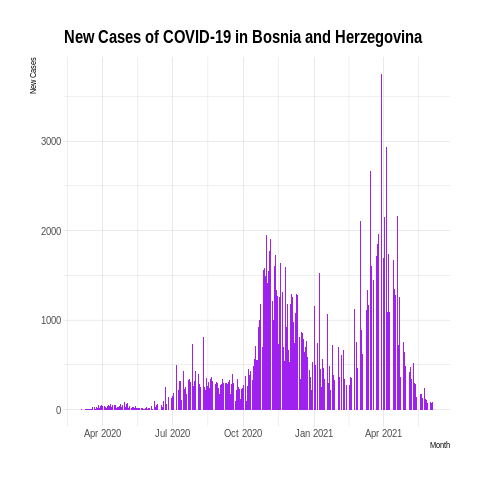 New Cases of COVID-19 in Bosnia and Herzegovina
New Cases
3000
2000
1000
0
Apr 2020 Jul 2020 Oct 2020 Jan 2021 Apr 2021
Month